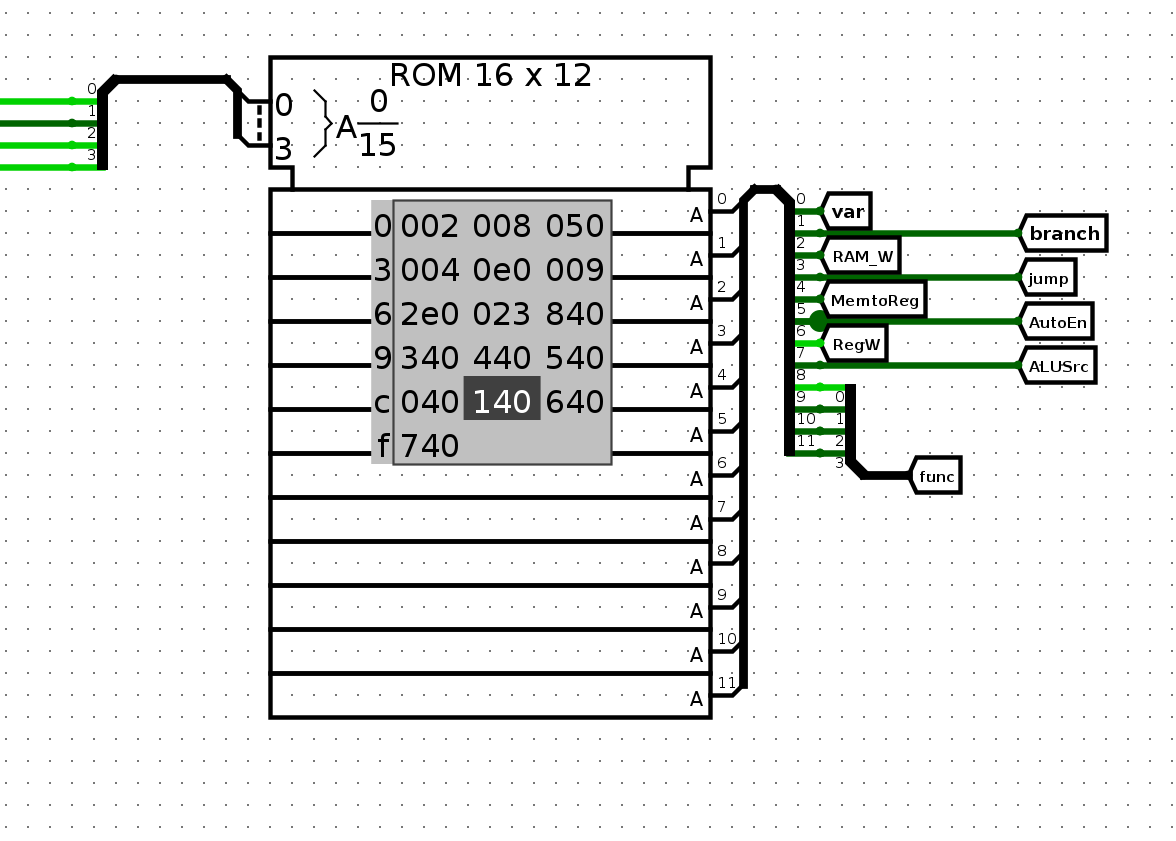 ROM 16 x 12
0
1
2
3
0
3
A 0
15
0 002 008 050
3 004 0e0 009
6 2e0 023 840
9 340 440 540
c 040 140 640
f 740
A 0
A 1
A 2
A 3
A 4
A 5
A 6
A 7
A 8
A 9
A 10
A 11
0 var
1 branch
2 RAM_W
3 jump
4 MemtoReg
5 AutoEn
6 RegW
7 ALUSrc
8
9 0
10 1
11 2
3 func